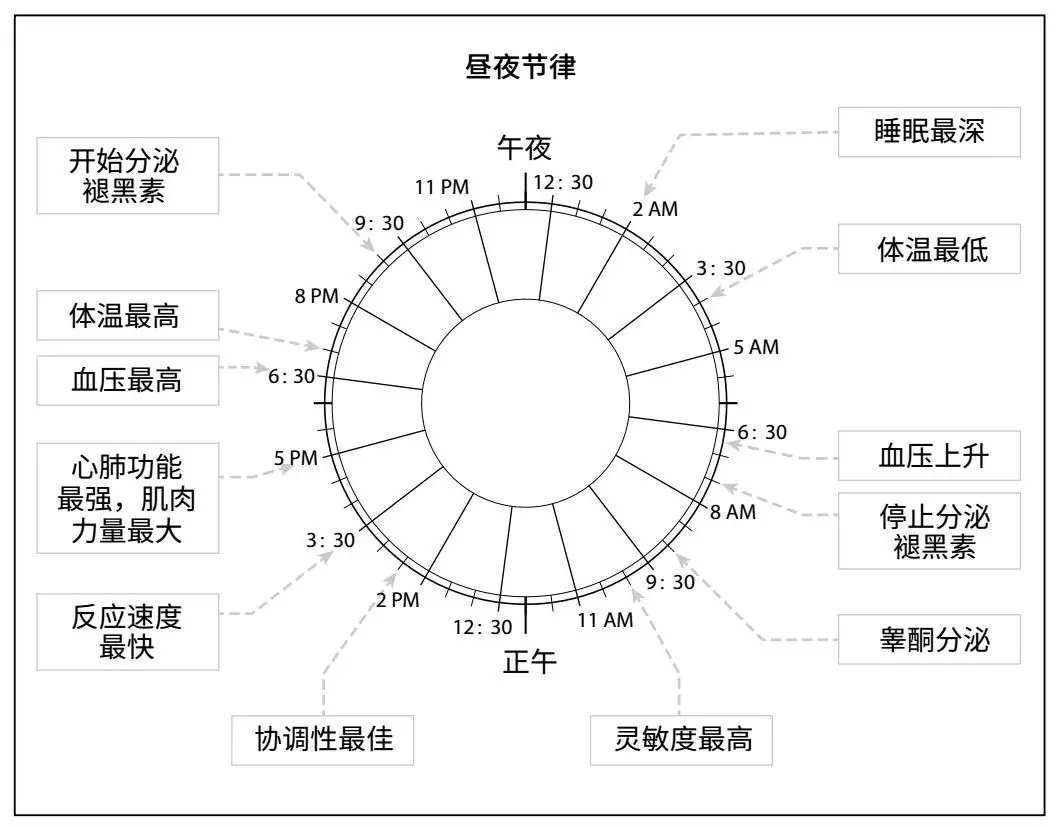 昼夜节律
午夜
12: 30
2 AM
3: 30
5 AM
6: 30
8 AM
9: 30
11 AM
正午
12: 30
2 PM
3: 30
5 PM
6: 30
8 PM
9: 30
11 PM
睡眠最深
体温最低
血压上升
停止分泌
褪黑素
睾酮分泌
灵敏度最高
协调性最佳
反应速度
最快
心肺功能
最强，肌肉
力量最大
血压最高
体温最高
开始分泌
褪黑素